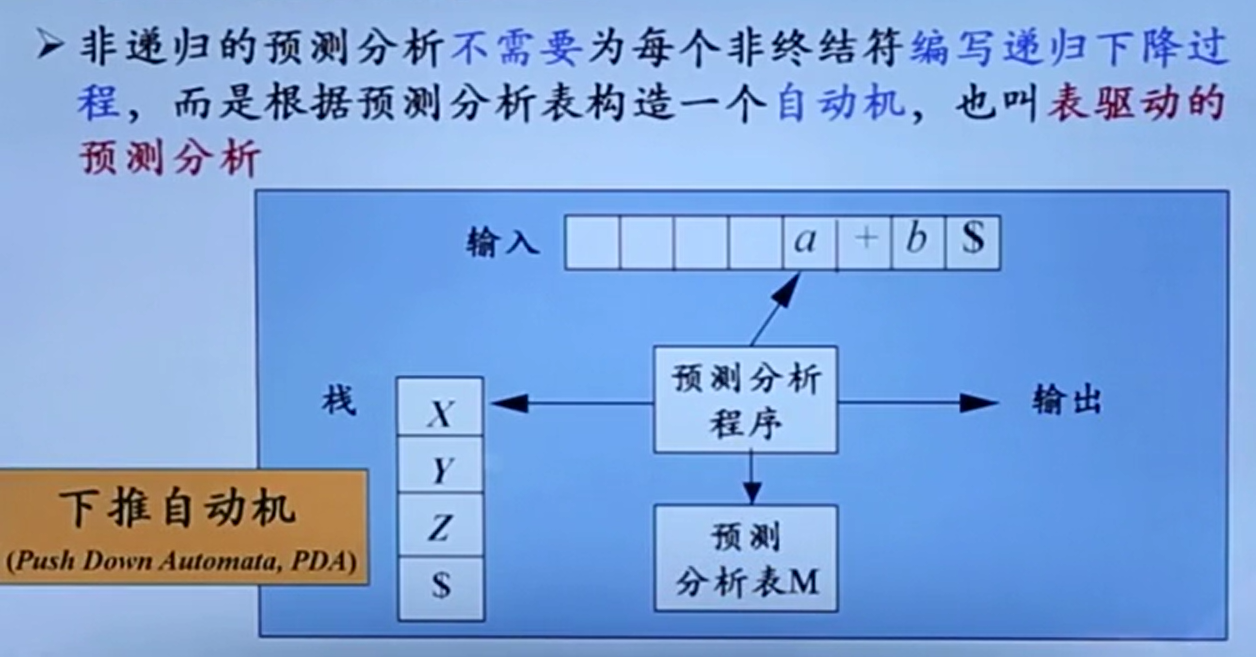 ➢ 非递归的预测分析不需要为每个非终结符编写递归下降过
程，而是根据预测分析表构造一个自动机，也叫表驱动的
预测分析
输入 a + b $
预测分析
程序
栈
输出
X
Y
Z
$
下推自动机
(Push Down Automata, PDA)
预测
分析表M